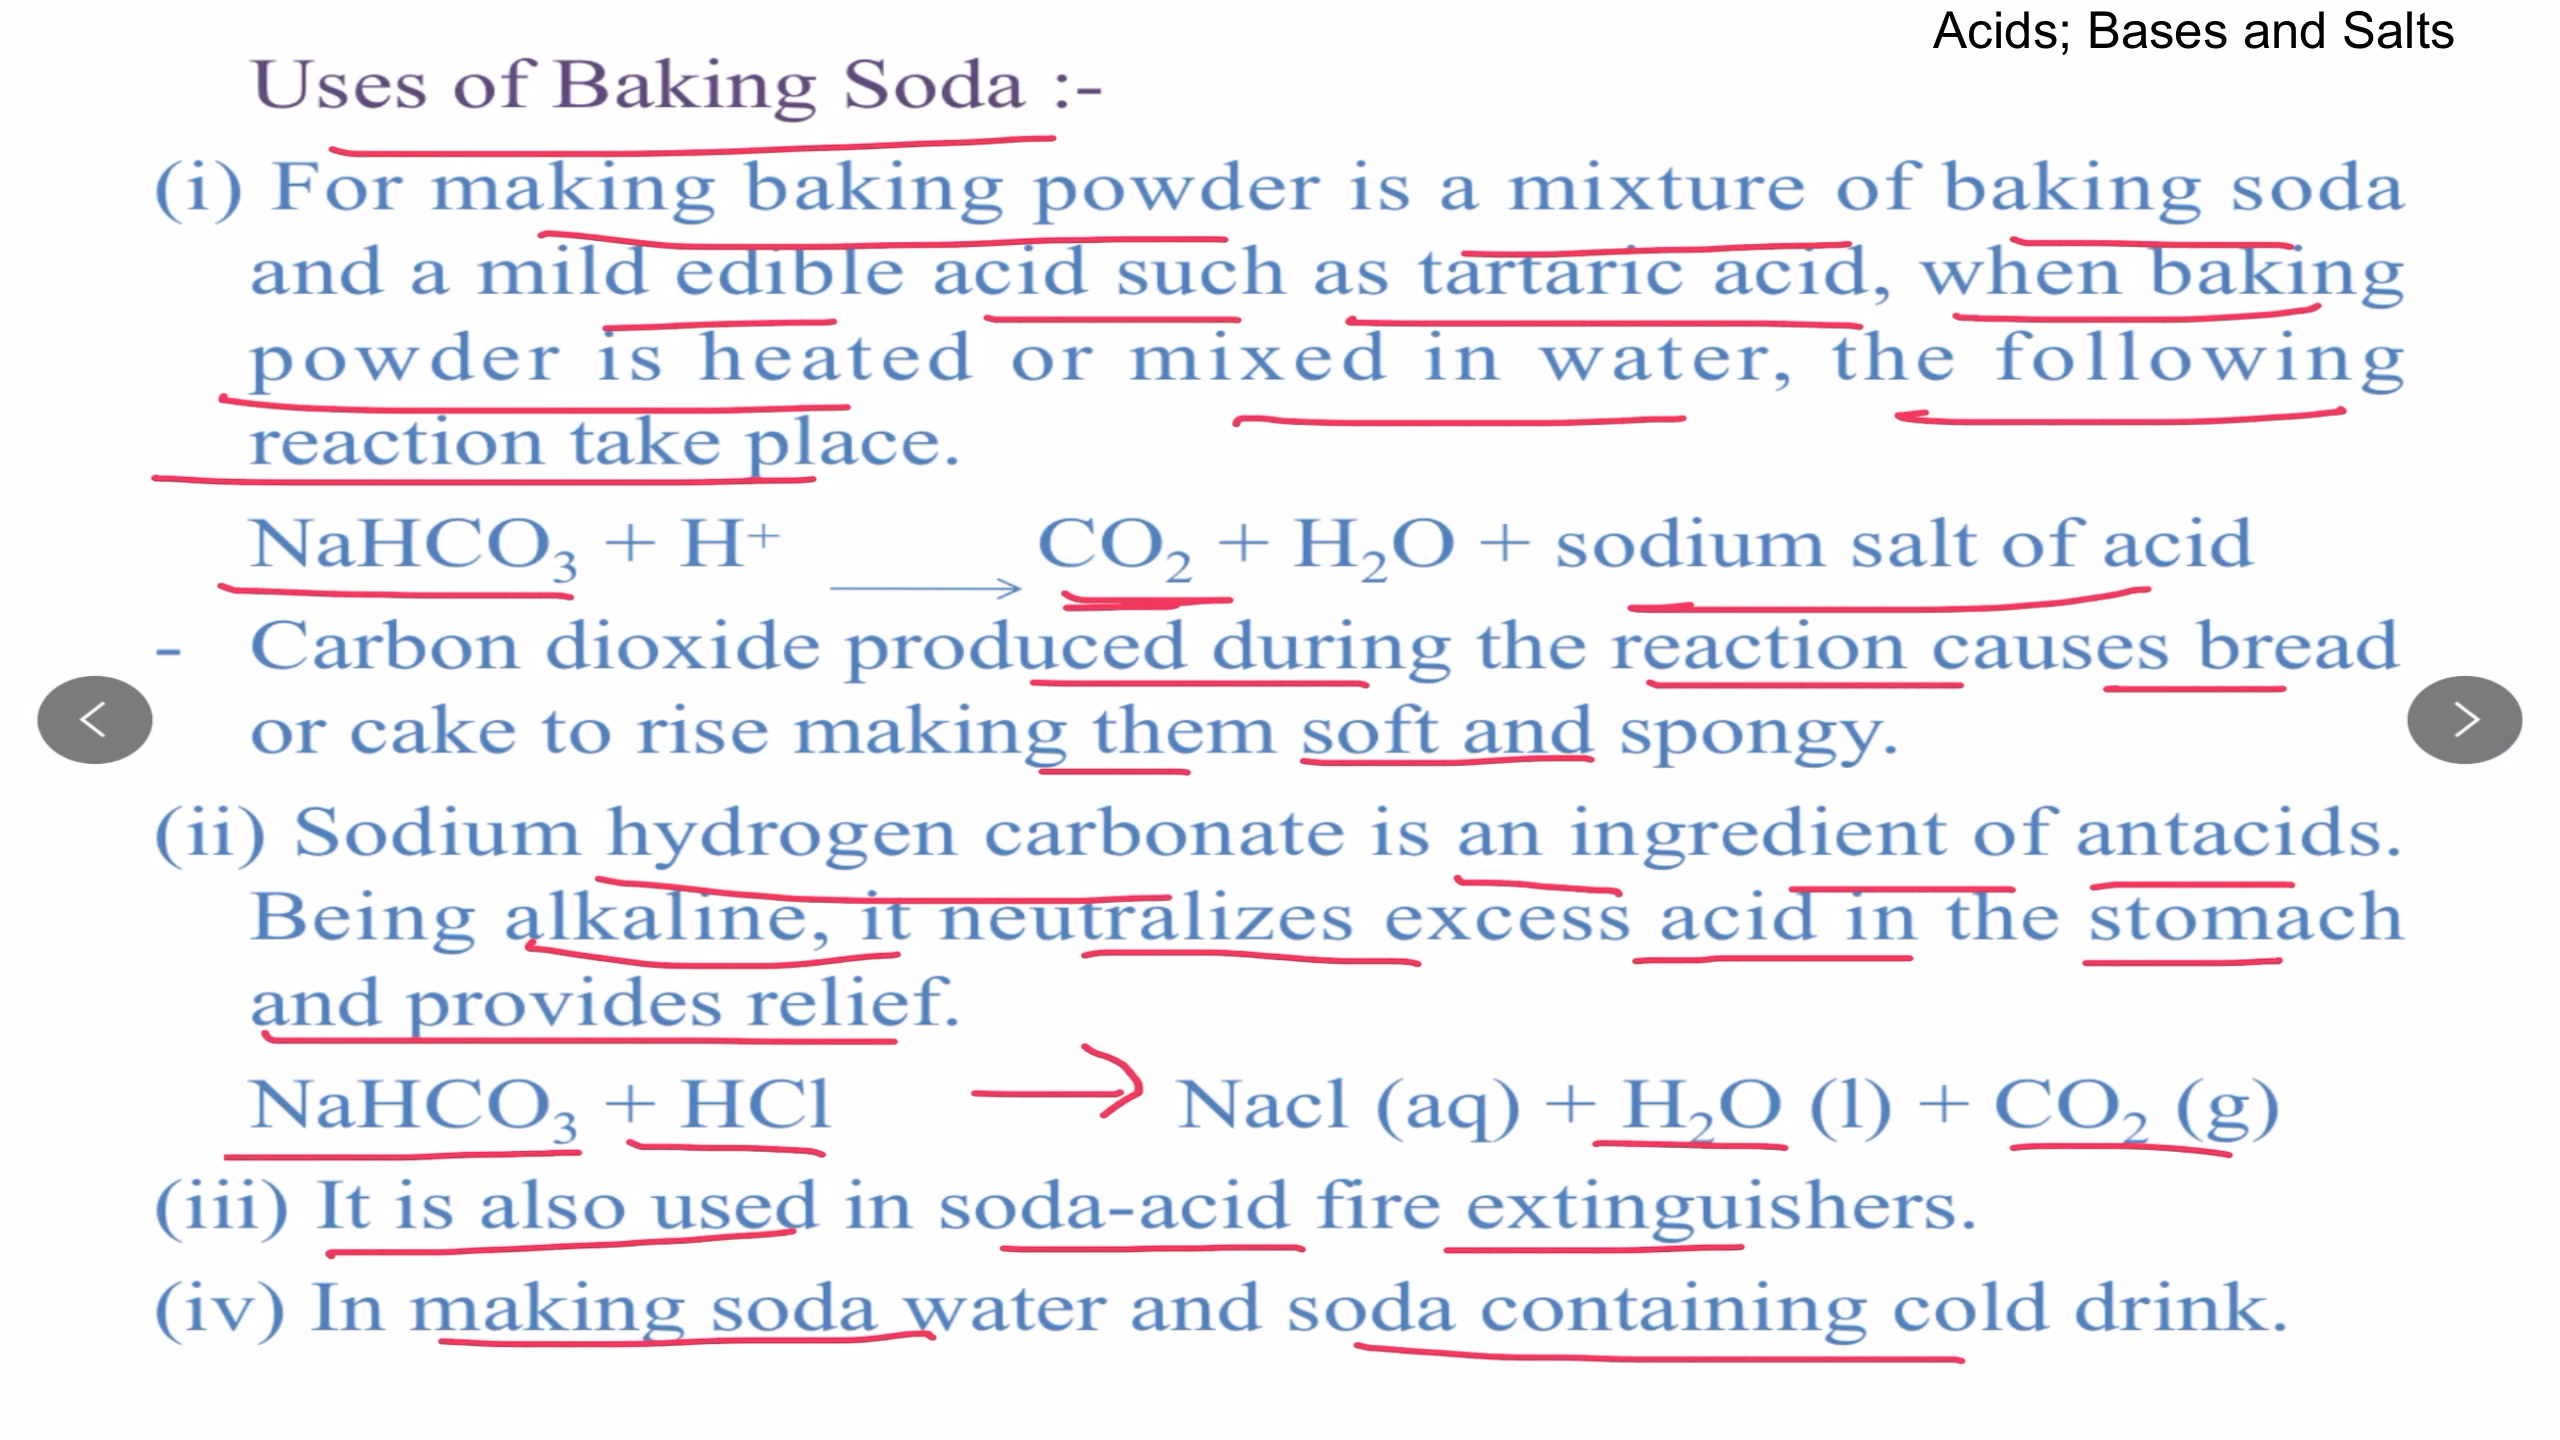 Acids; Bases and Salts
Uses of Baking Soda :-
(i) For making baking powder is a mixture of baking soda
and a mild edible acid such as tartaric acid, when baking
powder is heated or mixed in water, the following
reaction take place.
NaHCO₃ + H⁺ ⟶ CO₂ + H₂O + sodium salt of acid
- Carbon dioxide produced during the reaction causes bread
or cake to rise making them soft and spongy.
(ii) Sodium hydrogen carbonate is an ingredient of antacids.
Being alkaline, it neutralizes excess acid in the stomach
and provides relief.
NaHCO₃ + HCl → Nacl (aq) + H₂O (l) + CO₂ (g)
(iii) It is also used in soda-acid fire extinguishers.
(iv) In making soda water and soda containing cold drink.